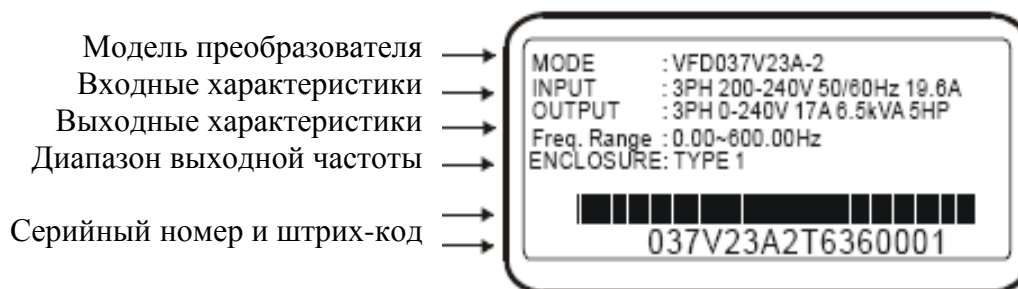 Модель преобразователя
Входные характеристики
Выходные характеристики
Диапазон выходной частоты
Серийный номер и штрих-код
MODE : VFD037V23A-2
INPUT : 3PH 200-240V 50/60Hz 19.6A
OUTPUT : 3PH 0-240V 17A 6.5kVA 5HP
Freq. Range : 0.00~600.00Hz
ENCLOSURE: TYPE 1
037V23A2T6360001